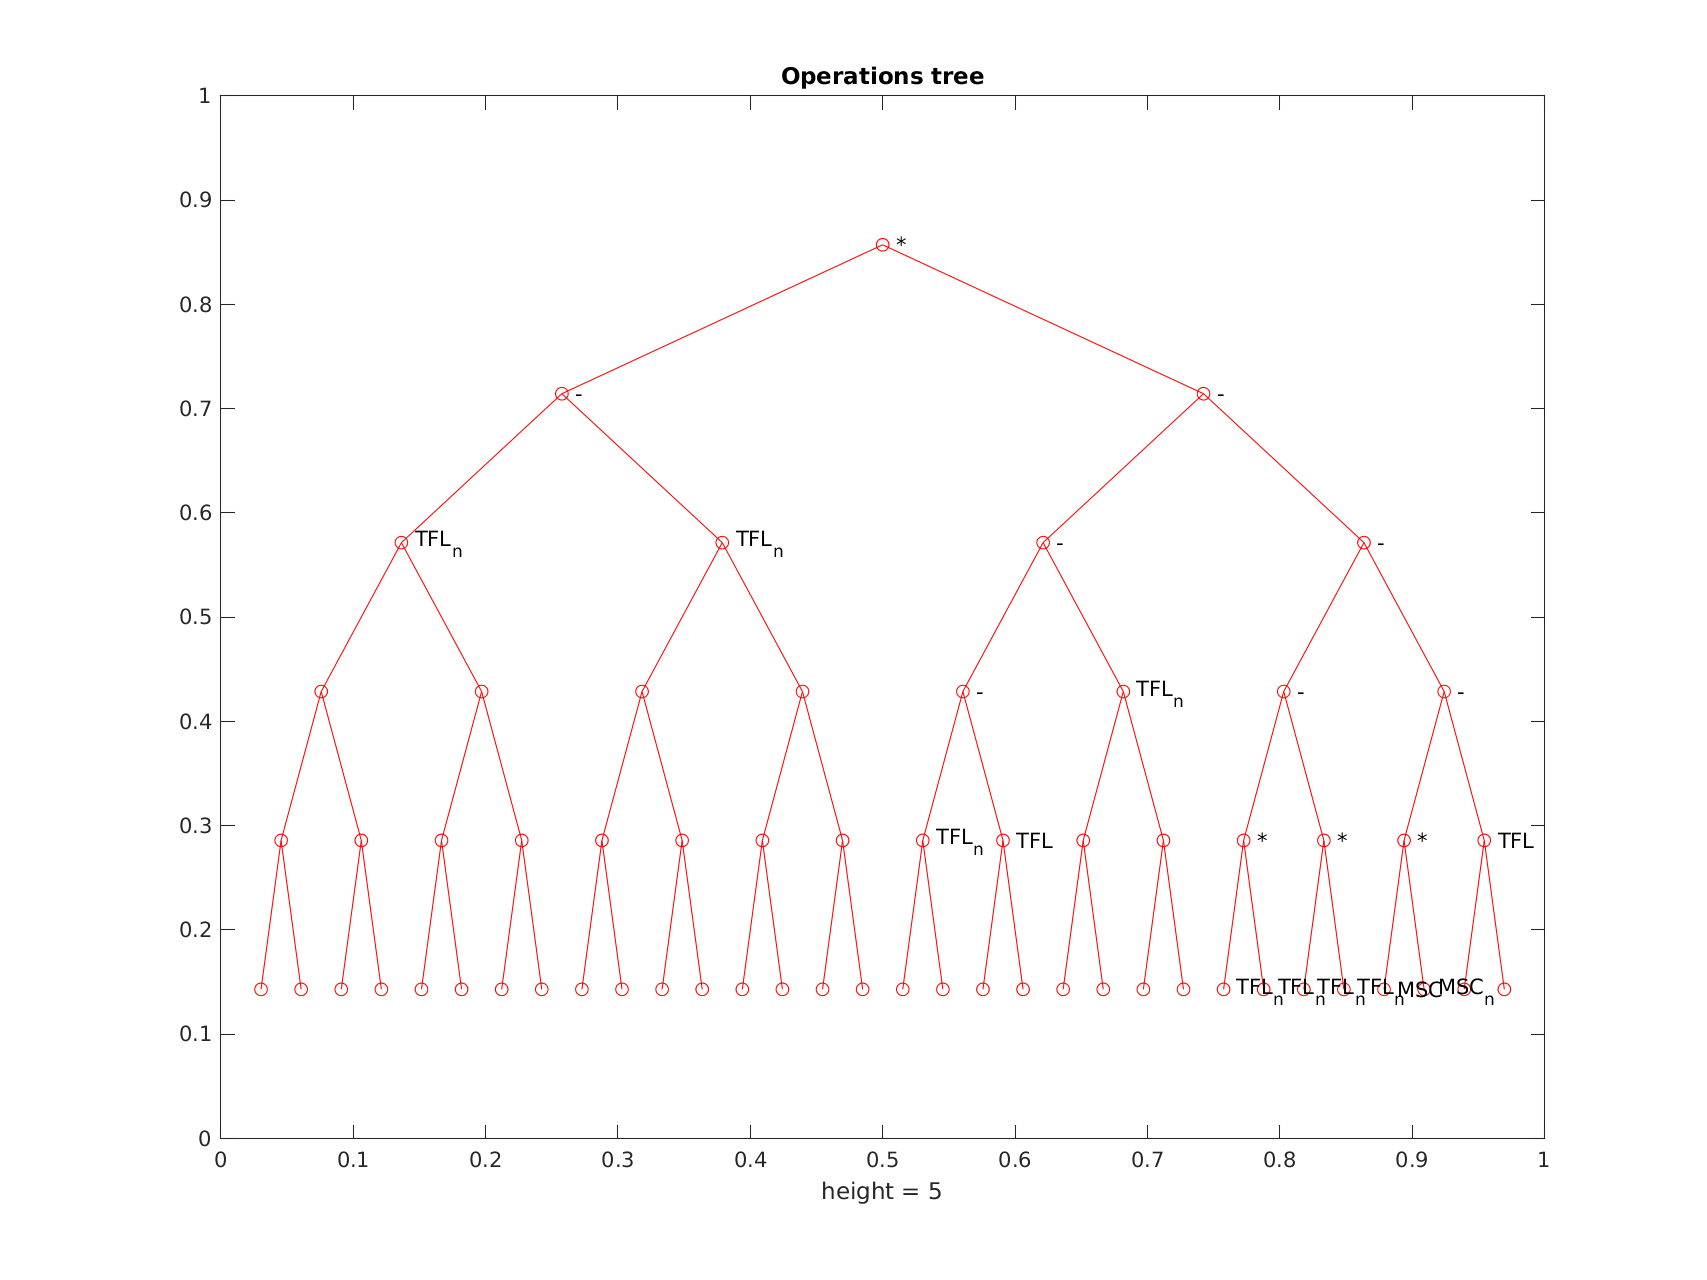 Operations tree
1
0.9
*
0.8
- -
0.7
0.6
TFL_n TFL_n - -
0.5
- TFL_n - -
0.4
0.3
TFL_n TFL * * * TFL
0.2
TFL_n TFL_n TFL_n TFL_n MSC MSC_n
0.1
0
0 0.1 0.2 0.3 0.4 0.5 0.6 0.7 0.8 0.9 1
height = 5